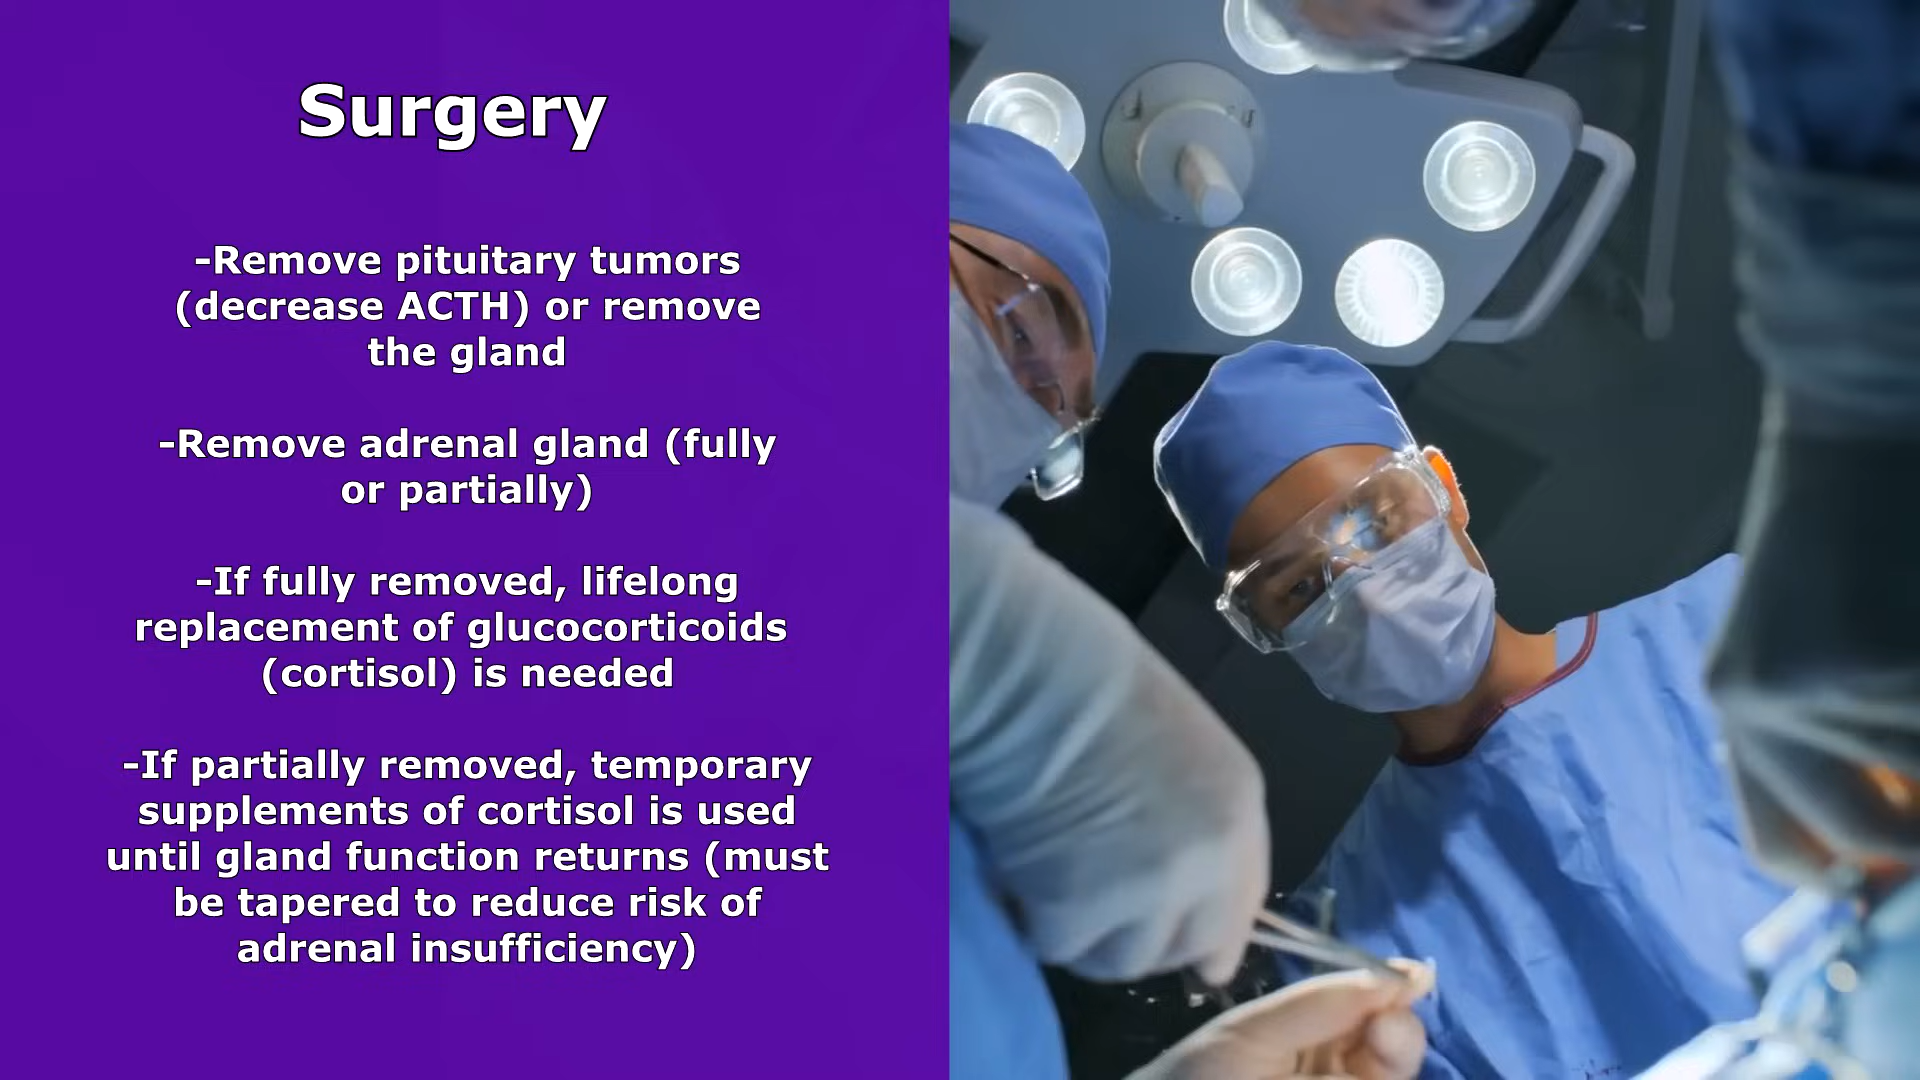 Surgery
-Remove pituitary tumors
(decrease ACTH) or remove
the gland
-Remove adrenal gland (fully
or partially)
-If fully removed, lifelong
replacement of glucocorticoids
(cortisol) is needed
-If partially removed, temporary
supplements of cortisol is used
until gland function returns (must
be tapered to reduce risk of
adrenal insufficiency)